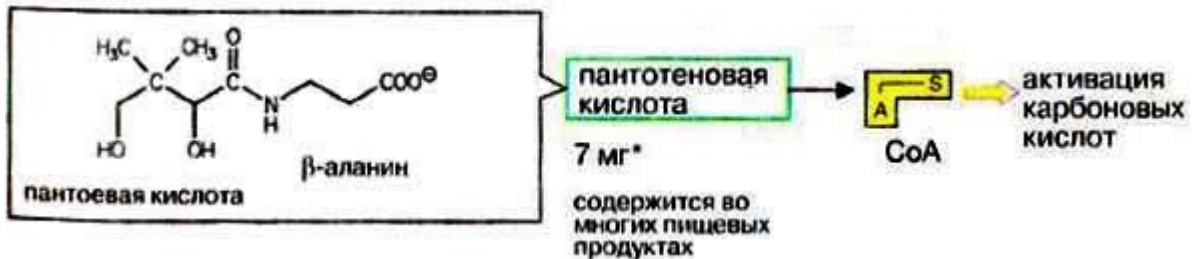 H₃C
CH₃
O
C
C
N
H
COO⊖
HO
OH
β-аланин
пантоевая кислота
пантотеновая
кислота
7 мг*
содержится во
многих пищевых
продуктах
A
S
CoA
активация
карбоновых
кислот